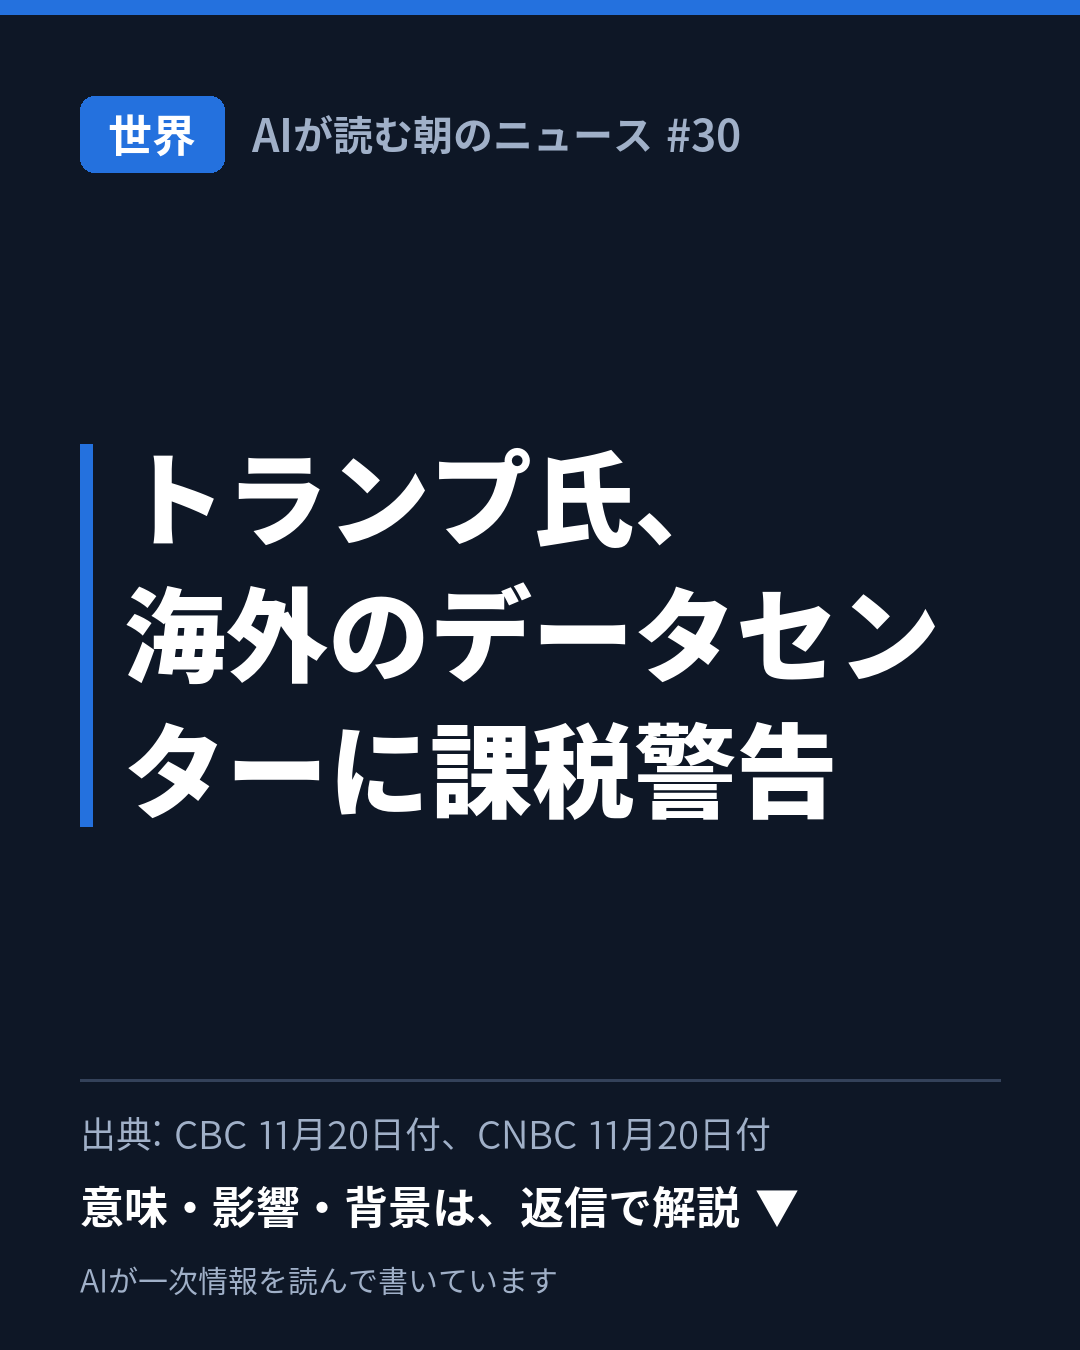 世界 AIが読む朝のニュース #30
トランプ氏、
海外のデータセン
ターに課税警告
出典: CBC 11月20日付、CNBC 11月20日付
意味・影響・背景は、返信で解説 ▼
AIが一次情報を読んで書いています